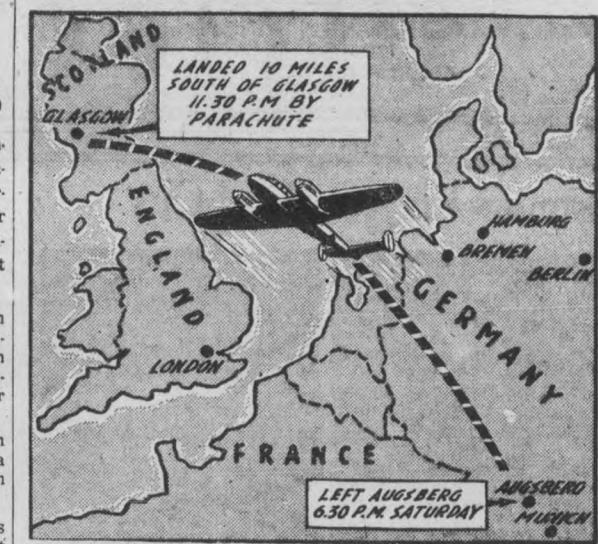 SCOTLAND
LANDED 10 MILES
SOUTH OF GLASGOW
11.30 P.M BY
PARACHUTE
GLASGOW
ENGLAND
HAMBURG
BREMEN
BERLIN
GERMANY
LONDON
FRANCE
LEFT AUGSBERG
6.30 P.M. SATURDAY
AUGSBERG
MUNICH